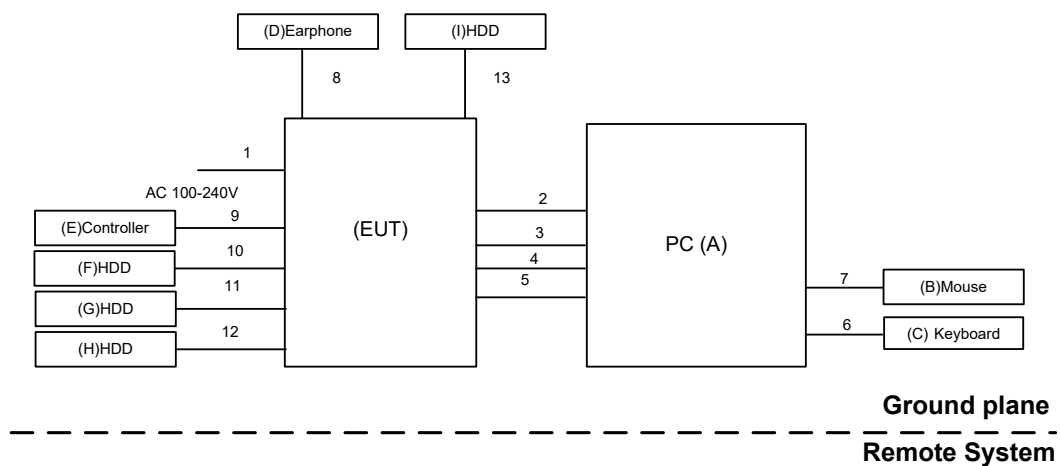 (D)Earphone
(I)HDD
8
13
1
AC 100-240V
(E)Controller
9
(F)HDD
10
(G)HDD
11
(H)HDD
12
(EUT)
2
3
4
5
PC (A)
7
(B)Mouse
6
(C) Keyboard
Ground plane
Remote System